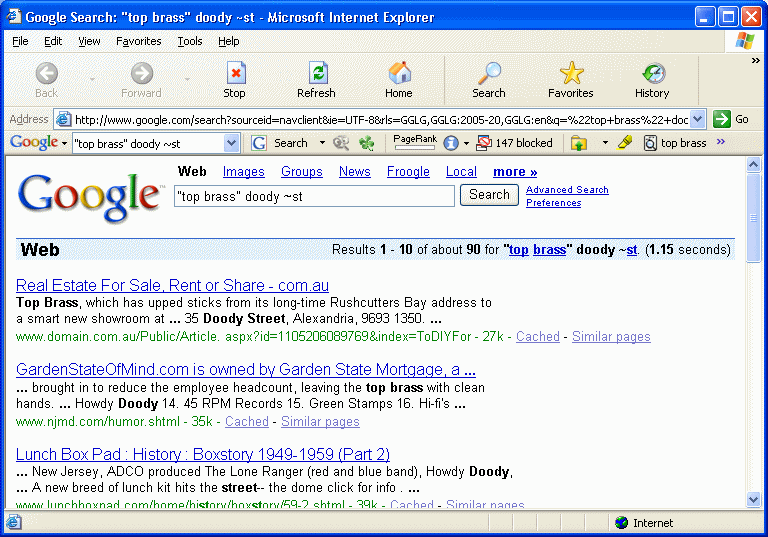 Google Search: "top brass" doody ~st - Microsoft Internet Explorer
File Edit View Favorites Tools Help
Back Forward Stop Refresh Home Search Favorites History »
Address http://www.google.com/search?sourceid=navclient&ie=UTF-8&rls=GGLG,GGLG:2005-20,GGLG:en&q=%22top+brass%22+doc Go
Google "top brass" doody ~st G Search PageRank 147 blocked top brass »
Web Images Groups News Froogle Local more »
Google™ "top brass" doody ~st Search Advanced Search
Preferences
Web Results 1 - 10 of about 90 for "top brass" doody ~st. (1.15 seconds)
Real Estate For Sale, Rent or Share - com.au
Top Brass, which has upped sticks from its long-time Rushcutters Bay address to
a smart new showroom at ... 35 Doody Street, Alexandria, 9693 1350. ...
www.domain.com.au/Public/Article. aspx?id=1105206089769&index=ToDIYFor - 27k - Cached - Similar pages
GardenStateOfMind.com is owned by Garden State Mortgage, a ...
... brought in to reduce the employee headcount, leaving the top brass with clean
hands. ... Howdy Doody 14. 45 RPM Records 15. Green Stamps 16. Hi-fi's ...
www.njmd.com/humor.shtml - 35k - Cached - Similar pages
Lunch Box Pad : History : Boxstory 1949-1959 (Part 2)
... New Jersey, ADCO produced The Lone Ranger (red and blue band), Howdy Doody,
... A new breed of lunch kit hits the street-- the dome click for info . ...
www.lunchboxpad.com/home/history/boxstory/59-2.shtml - 39k - Cached - Similar pages
Internet